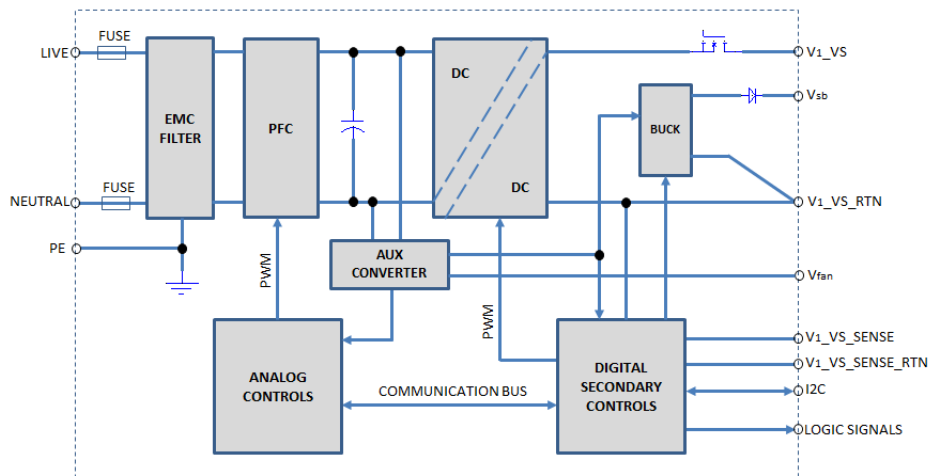 FUSE
LIVE
EMC
FILTER
PFC
DC
DC
BUCK
V1_VS
Vsb
FUSE
NEUTRAL
V1_VS_RTN
PE
PWM
AUX
CONVERTER
Vfan
PWM
ANALOG
CONTROLS
COMMUNICATION BUS
DIGITAL
SECONDARY
CONTROLS
V1_VS_SENSE
V1_VS_SENSE_RTN
I2C
LOGIC SIGNALS